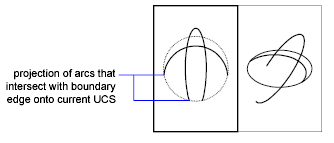 projection of arcs that
intersect with boundary
edge onto current UCS